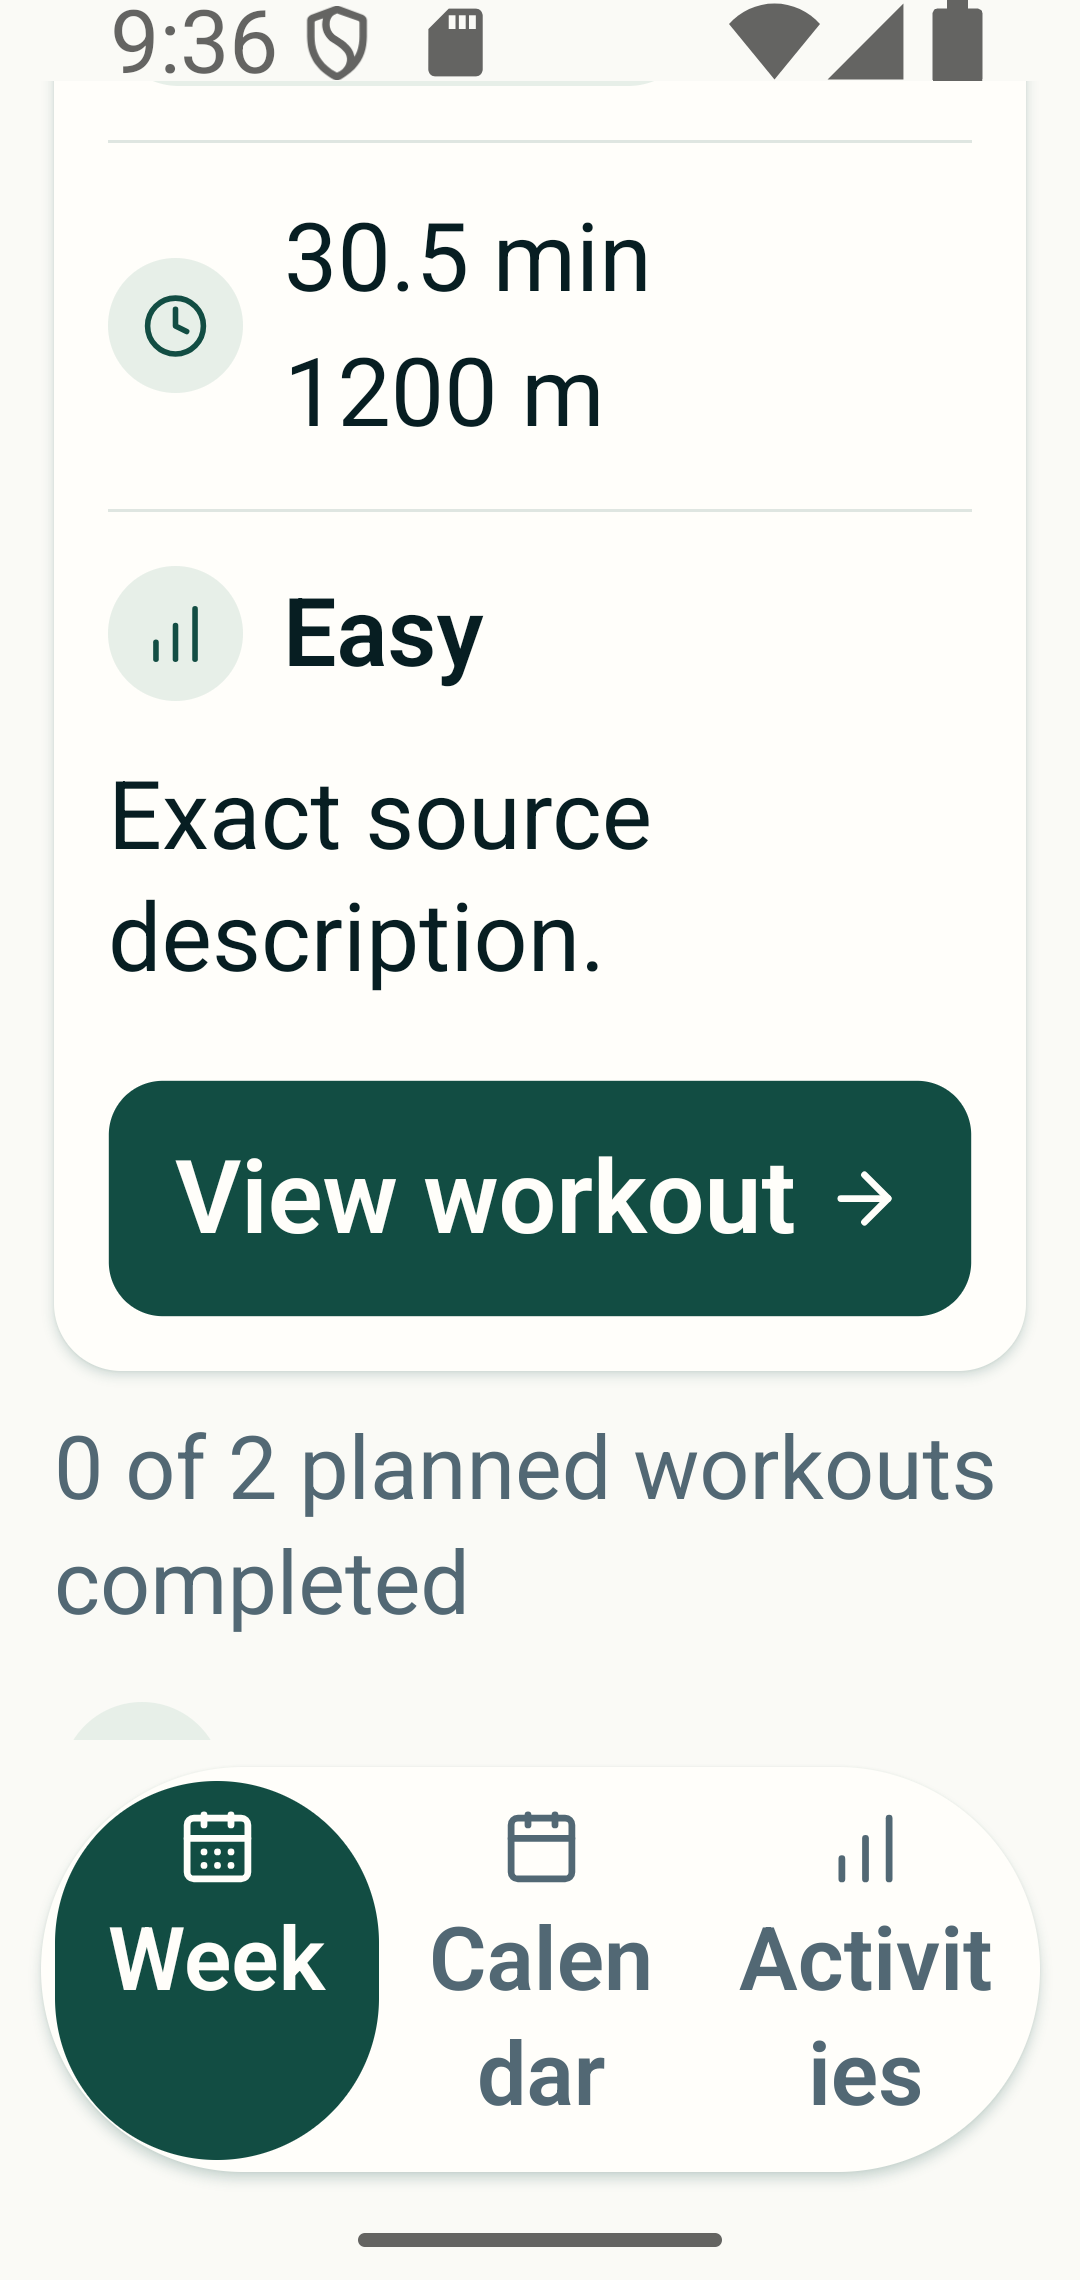 9:36
30.5 min
1200 m
Easy
Exact source
description.
View workout
0 of 2 planned workouts
completed
Week
Calen
dar
Activit
ies